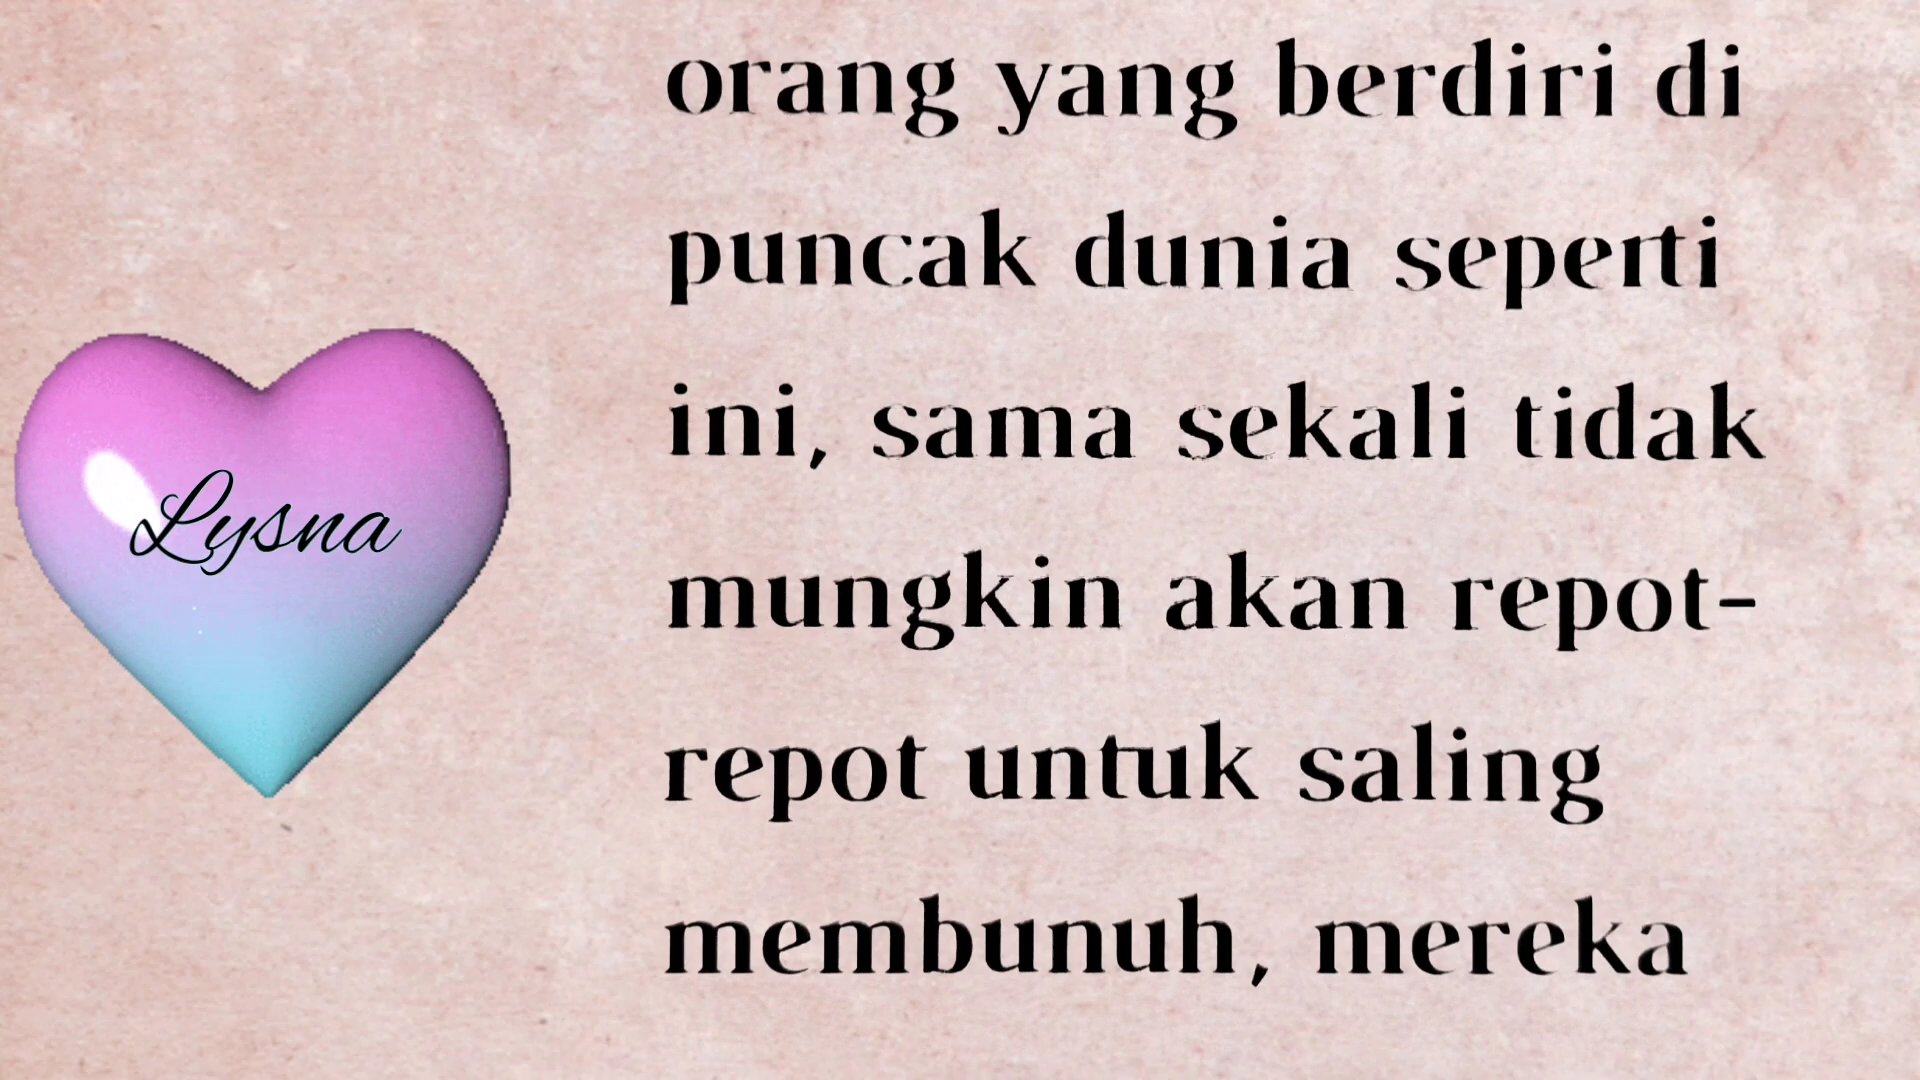 Lysna
orang yang berdiri di
puncak dunia seperti
ini, sama sekali tidak
mungkin akan repot-
repot untuk saling
membunuh, mereka